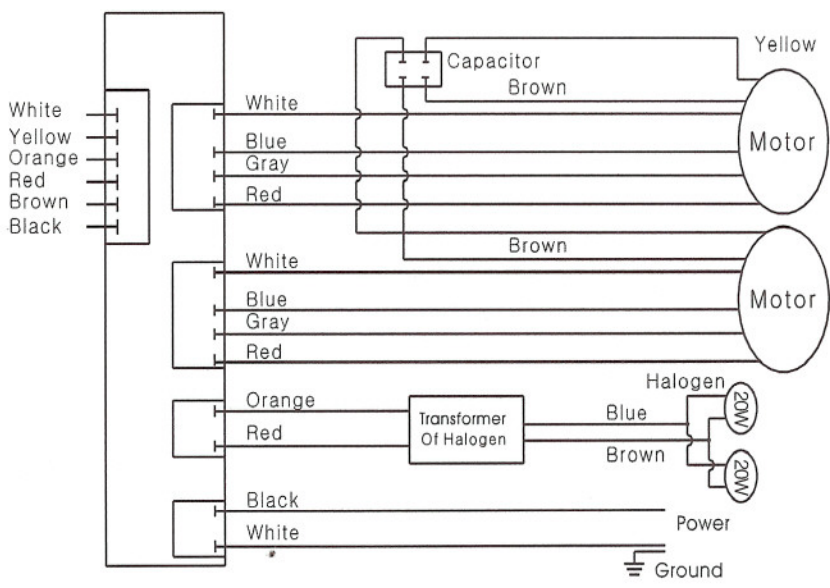 White
Yellow
Orange
Red
Brown
Black
White
Blue
Gray
Red
Capacitor
Brown
Yellow
Motor
Brown
White
Blue
Gray
Red
Motor
Orange
Red
Transformer
Of Halogen
Blue
Brown
Halogen
20W
20W
Black
White
Power
Ground